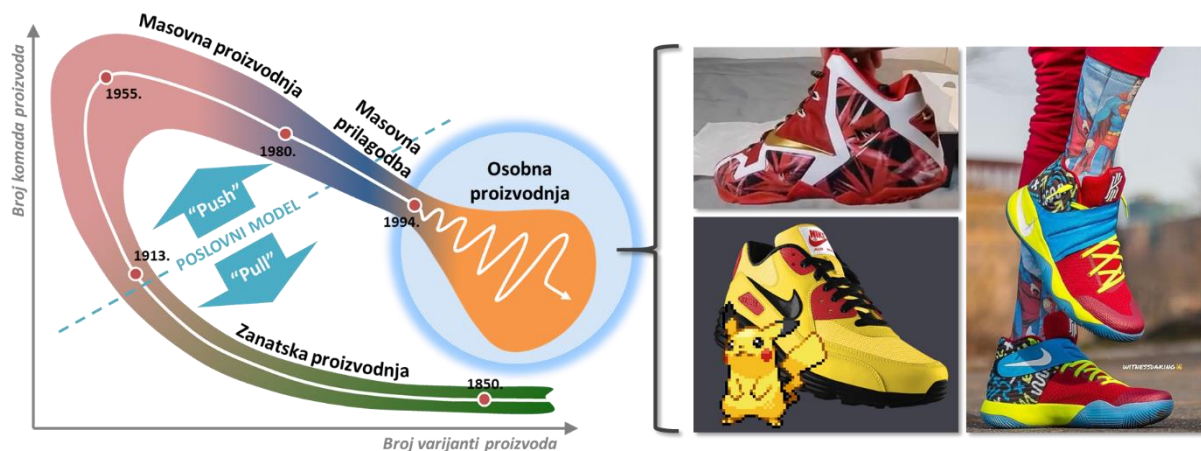 Broj komada proizvoda
Masovna proizvodnja
1955.
1980.
Masovna
prilagodba
1994.
Osobna
proizvodnja
"Push"
POSLOVNI MODEL
"Pull"
1913.
Zanatska proizvodnja
1850.
Broj varijanti proizvoda
NIKE
WITNESSDAKING